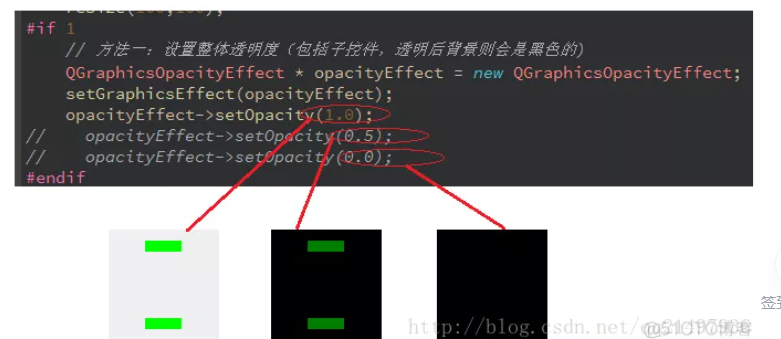 #if 1
// 方法一：设置整体透明度（包括子控件，透明后背景则会是黑色的)
QGraphicsOpacityEffect * opacityEffect = new QGraphicsOpacityEffect;
setGraphicsEffect(opacityEffect);
opacityEffect->setOpacity(1.0);
// opacityEffect->setOpacity(0.5);
// opacityEffect->setOpacity(0.0);
#endif
签到
http://blog.csdn.net/
@51CTO博客